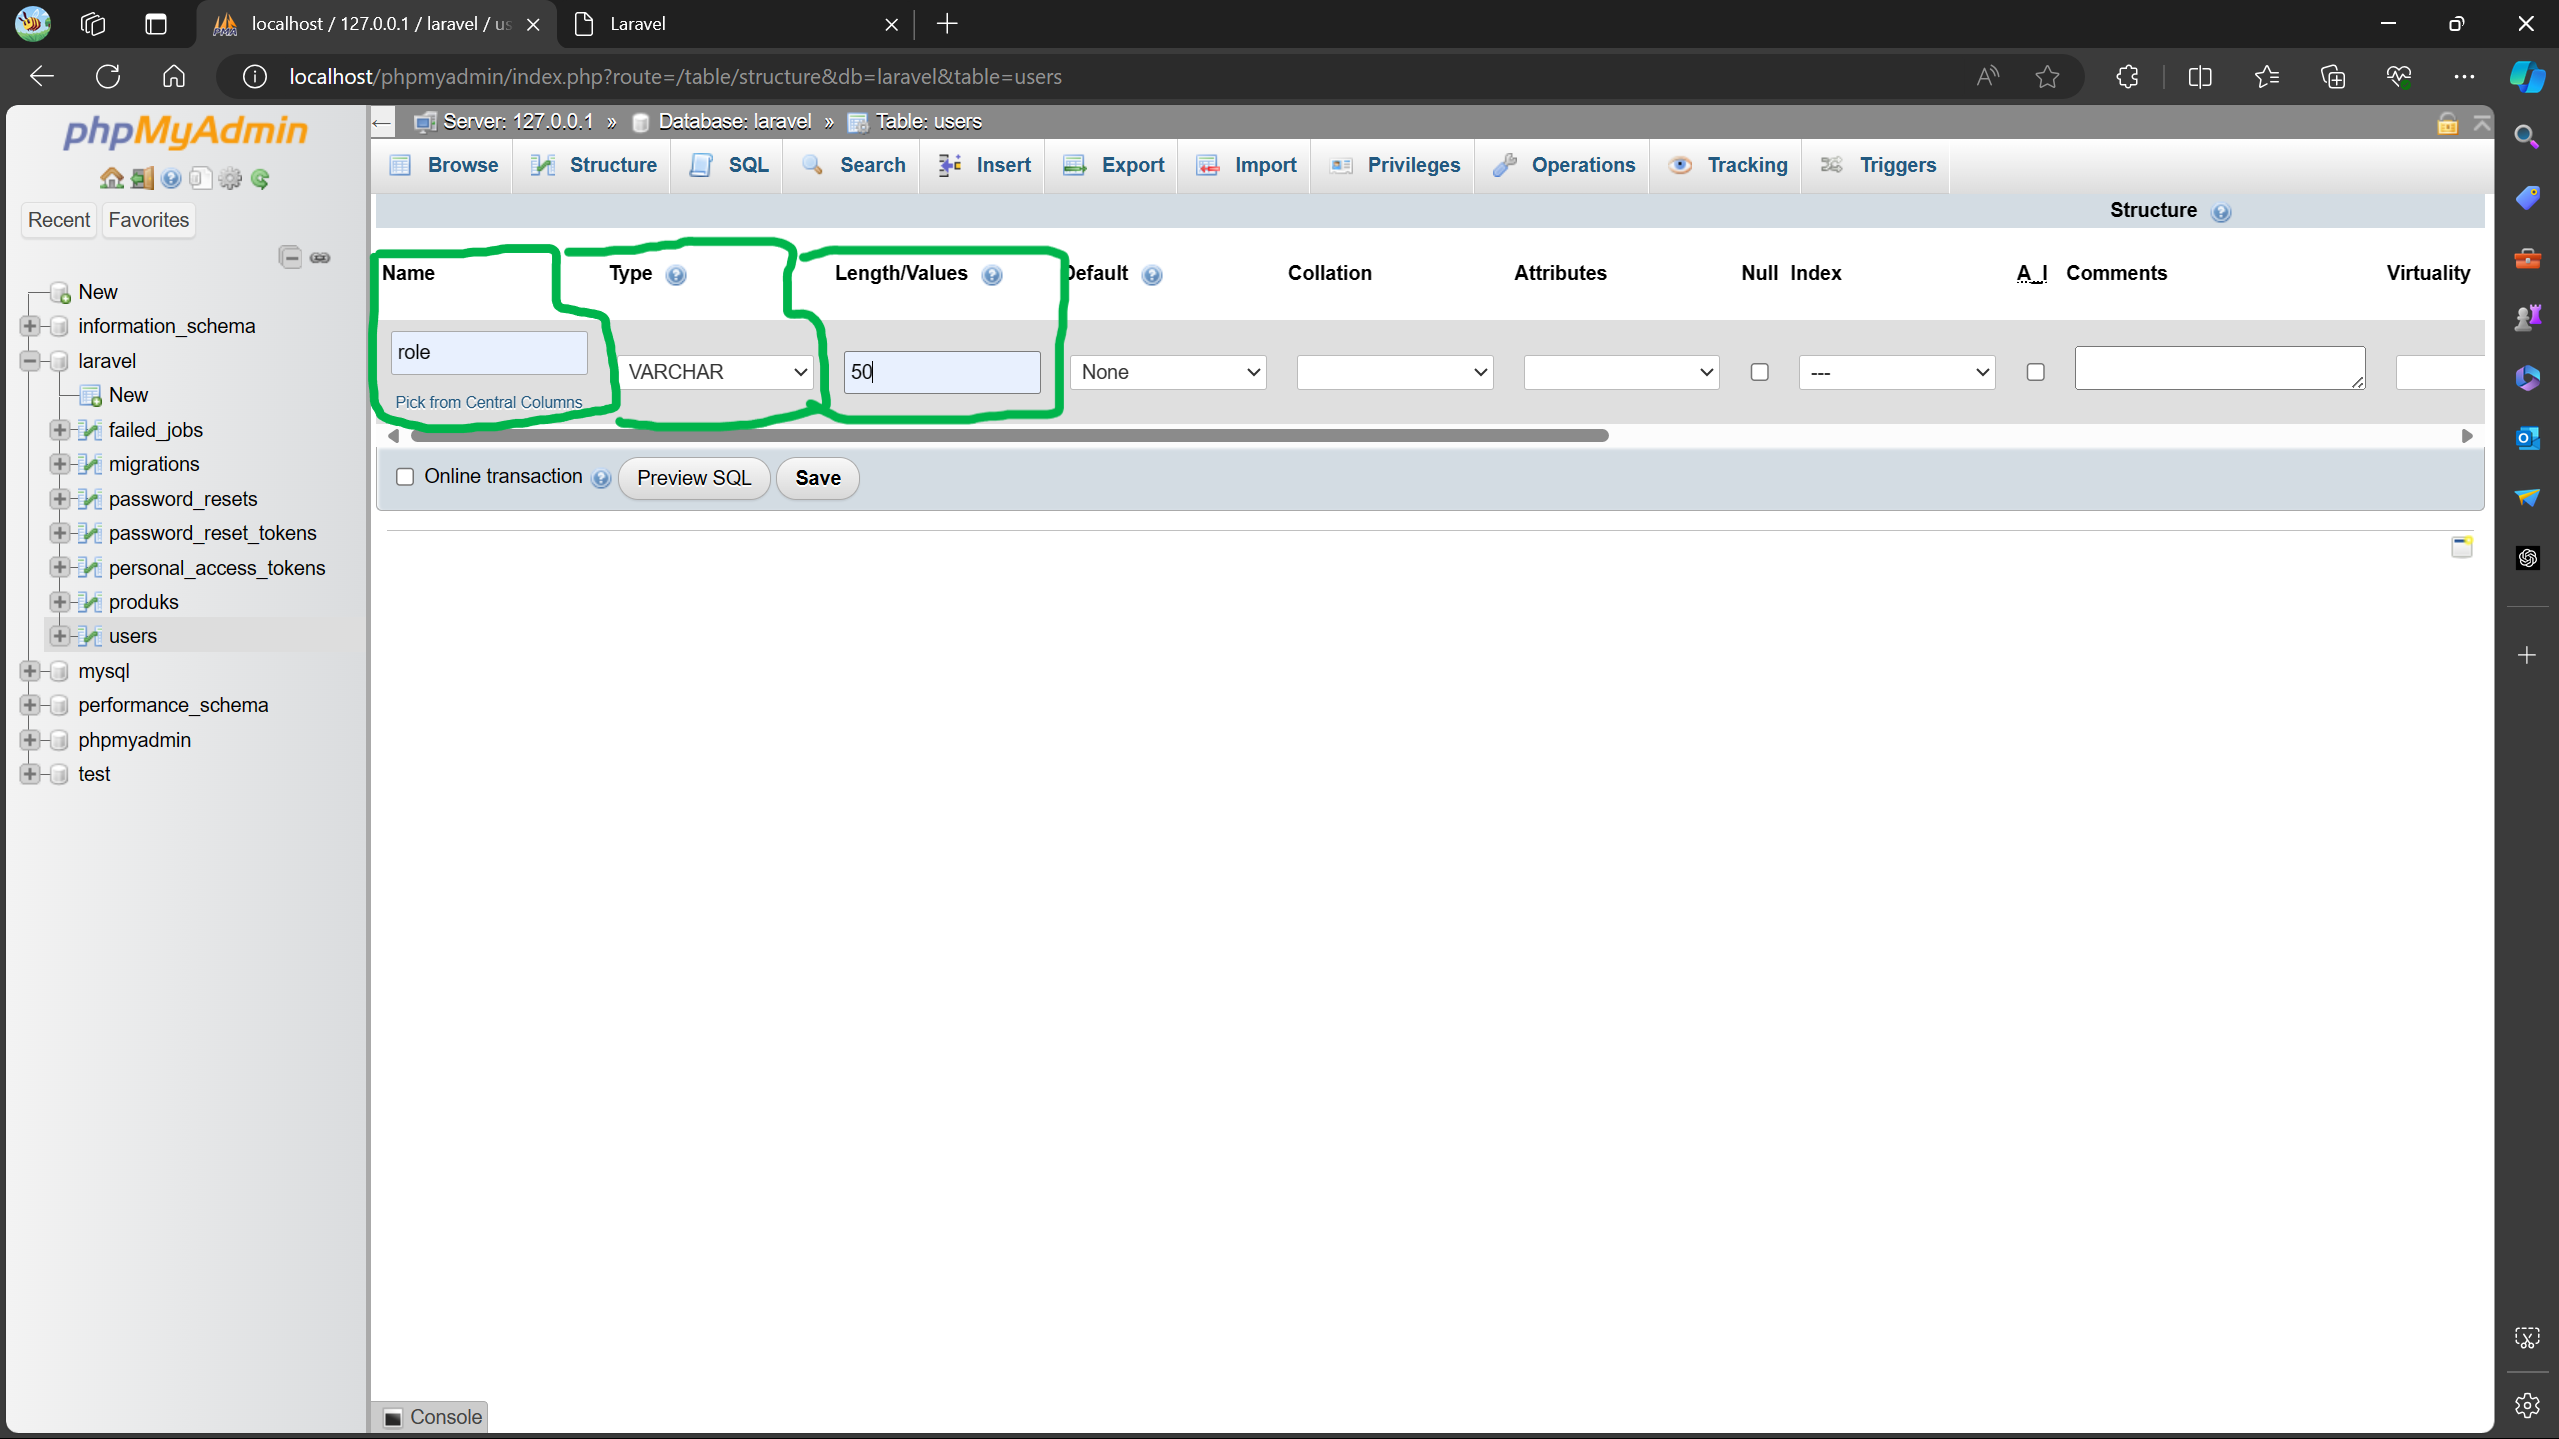 localhost / 127.0.0.1 / laravel / us
Laravel
localhost/phpmyadmin/index.php?route=/table/structure&db=laravel&table=users
phpMyAdmin
Recent
Favorites
New
information_schema
laravel
New
failed_jobs
migrations
password_resets
password_reset_tokens
personal_access_tokens
produks
users
mysql
performance_schema
phpmyadmin
test
Server: 127.0.0.1 » Database: laravel » Table: users
Browse Structure SQL Search Insert Export Import Privileges Operations Tracking Triggers
Structure
Name Type Length/Values Default Collation Attributes Null Index A_I Comments Virtuality
role VARCHAR 50 None ---
Pick from Central Columns
Online transaction Preview SQL Save
Console